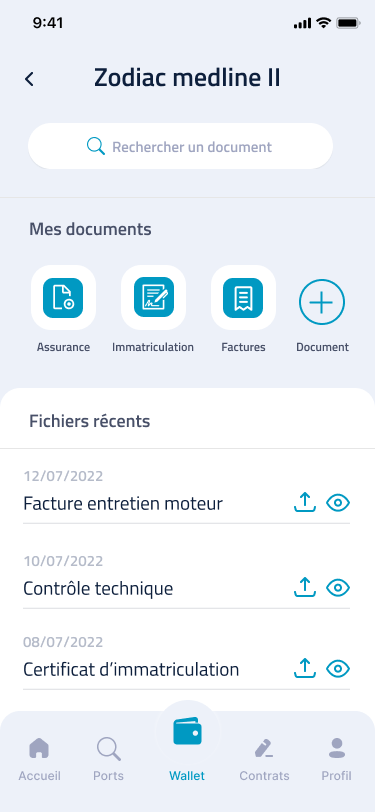 9:41
Zodiac medline II
Rechercher un document
Mes documents
Assurance Immatriculation Factures Document
Fichiers récents
12/07/2022
Facture entretien moteur
10/07/2022
Contrôle technique
08/07/2022
Certificat d’immatriculation
Accueil Ports Wallet Contrats Profil